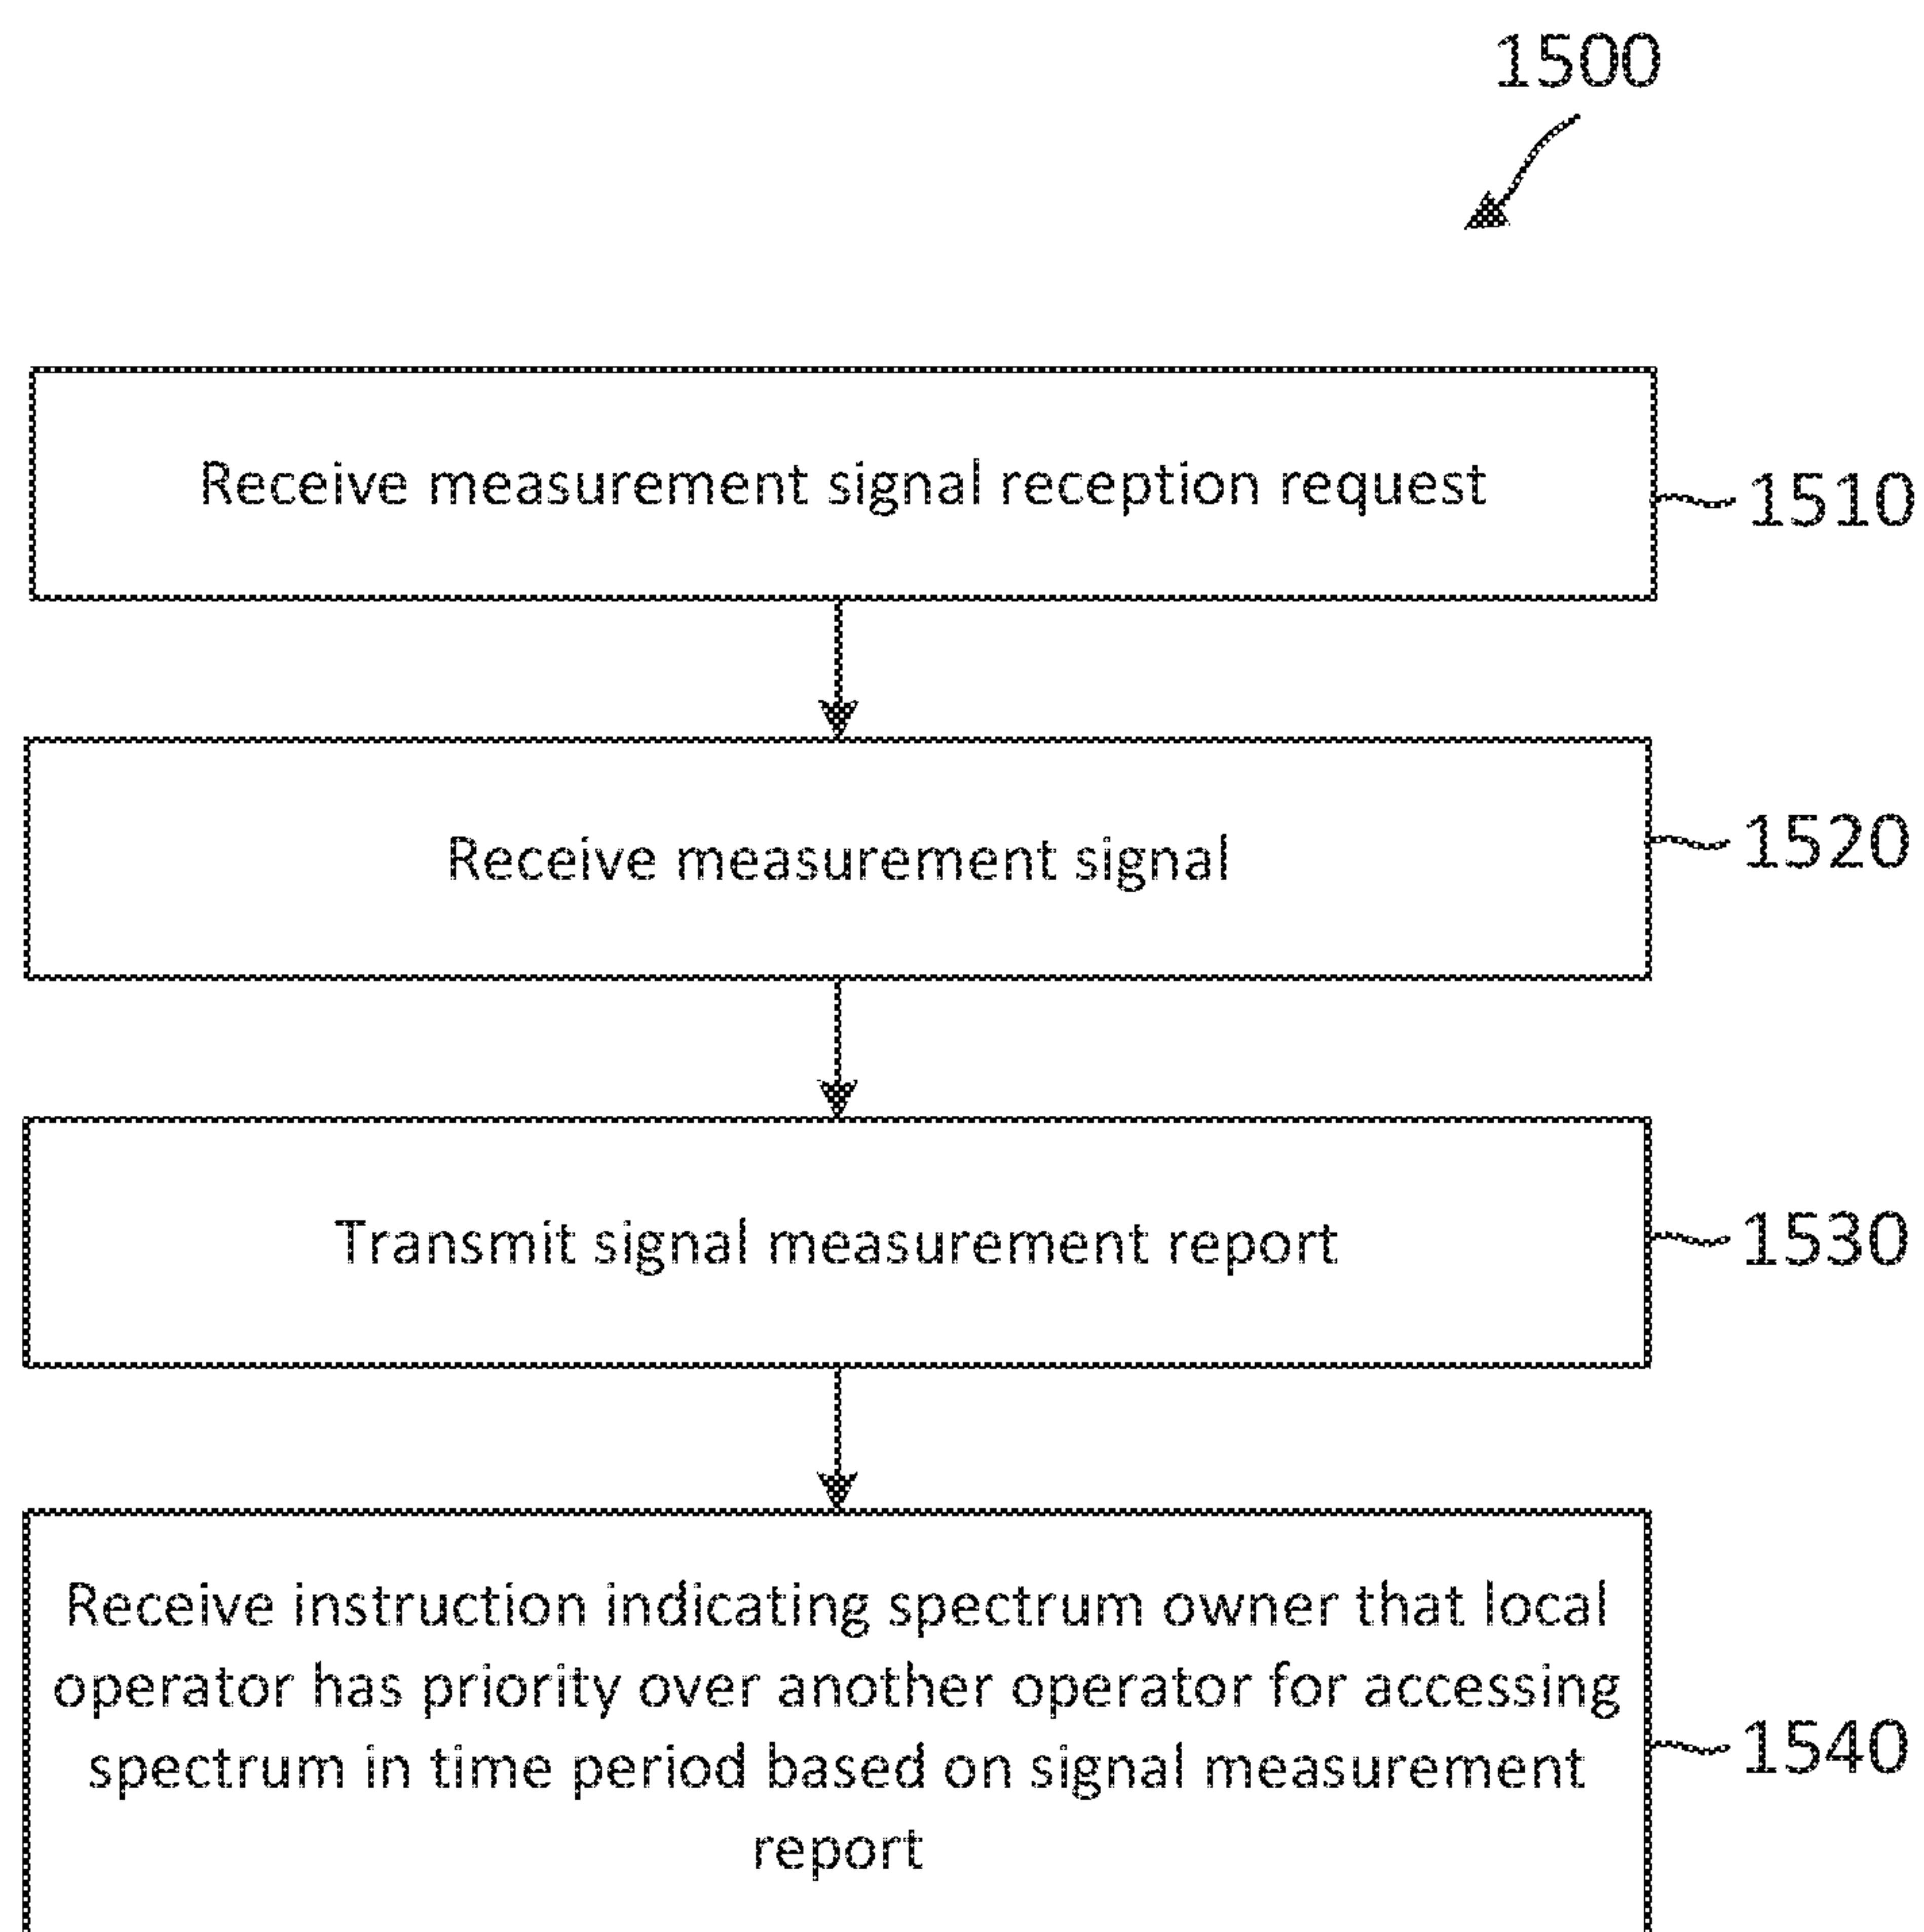 1500
Receive measurement signal reception request
1510
Receive measurement signal
1520
Transmit signal measurement report
1530
Receive instruction indicating spectrum owner that local
operator has priority over another operator for accessing
spectrum in time period based on signal measurement
report
1540